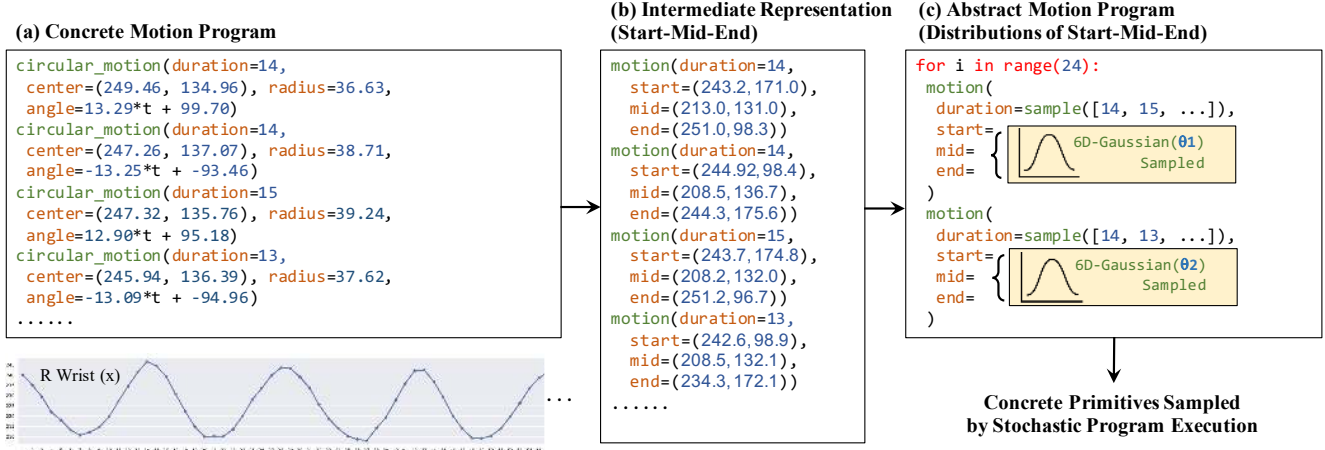 (a) Concrete Motion Program
circular_motion(duration=14,
center=(249.46, 134.96), radius=36.63,
angle=13.29*t + 99.70)
circular_motion(duration=14,
center=(247.26, 137.07), radius=38.71,
angle=-13.25*t + -93.46)
circular_motion(duration=15
center=(247.32, 135.76), radius=39.24,
angle=12.90*t + 95.18)
circular_motion(duration=13,
center=(245.94, 136.39), radius=37.62,
angle=-13.09*t + -94.96)
......
R Wrist (x)
...
(b) Intermediate Representation
(Start-Mid-End)
motion(duration=14,
start=(243.2, 171.0),
mid=(213.0, 131.0),
end=(251.0, 98.3))
motion(duration=14,
start=(244.92, 98.4),
mid=(208.5, 136.7),
end=(244.3, 175.6))
motion(duration=15,
start=(243.7, 174.8),
mid=(208.2, 132.0),
end=(251.2, 96.7))
motion(duration=13,
start=(242.6, 98.9),
mid=(208.5, 132.1),
end=(234.3, 172.1))
......
(c) Abstract Motion Program
(Distributions of Start-Mid-End)
for i in range(24):
motion(
duration=sample([14, 15, ...]),
start=
mid=
end=
6D-Gaussian(θ1)
Sampled
)
motion(
duration=sample([14, 13, ...]),
start=
mid=
end=
6D-Gaussian(θ2)
Sampled
)
Concrete Primitives Sampled
by Stochastic Program Execution